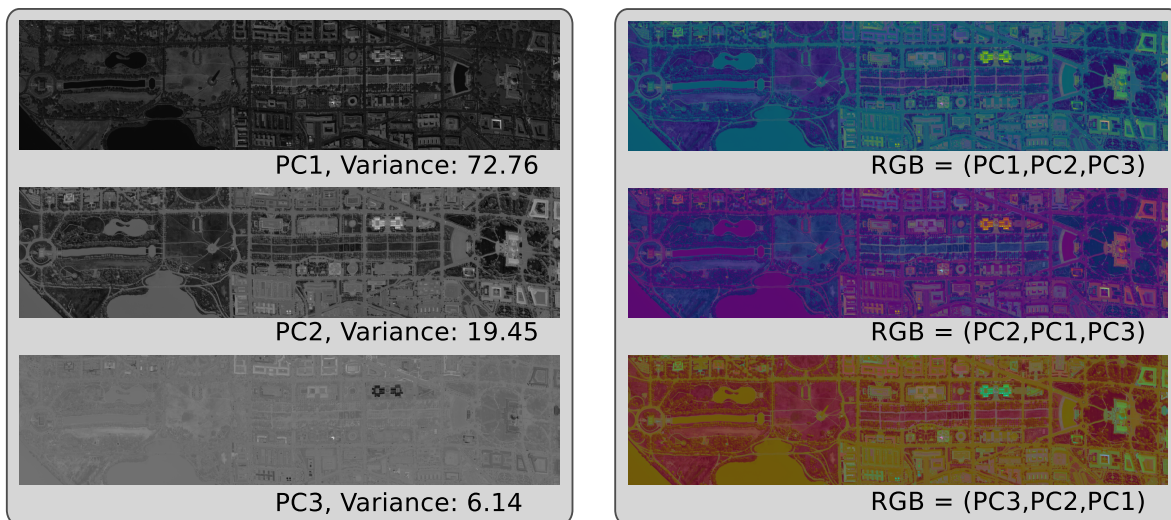 PC1, Variance: 72.76
PC2, Variance: 19.45
PC3, Variance: 6.14
RGB = (PC1,PC2,PC3)
RGB = (PC2,PC1,PC3)
RGB = (PC3,PC2,PC1)